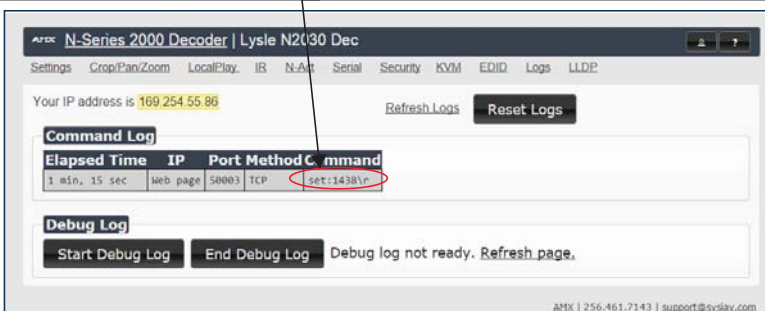 AMX N-Series 2000 Decoder | Lysle N2030 Dec
?
Settings Crop/Pan/Zoom LocalPlay IR N-Act Serial Security KVM EDID Logs LLDP
Your IP address is 169.254.55.86
Refresh Logs
Reset Logs
Command Log
Elapsed Time IP Port Method Command
1 min, 15 sec Web page 50003 TCP set:1438\r
Debug Log
Start Debug Log End Debug Log Debug log not ready. Refresh page.
AMX | 256.461.7143 | support@svsiav.com